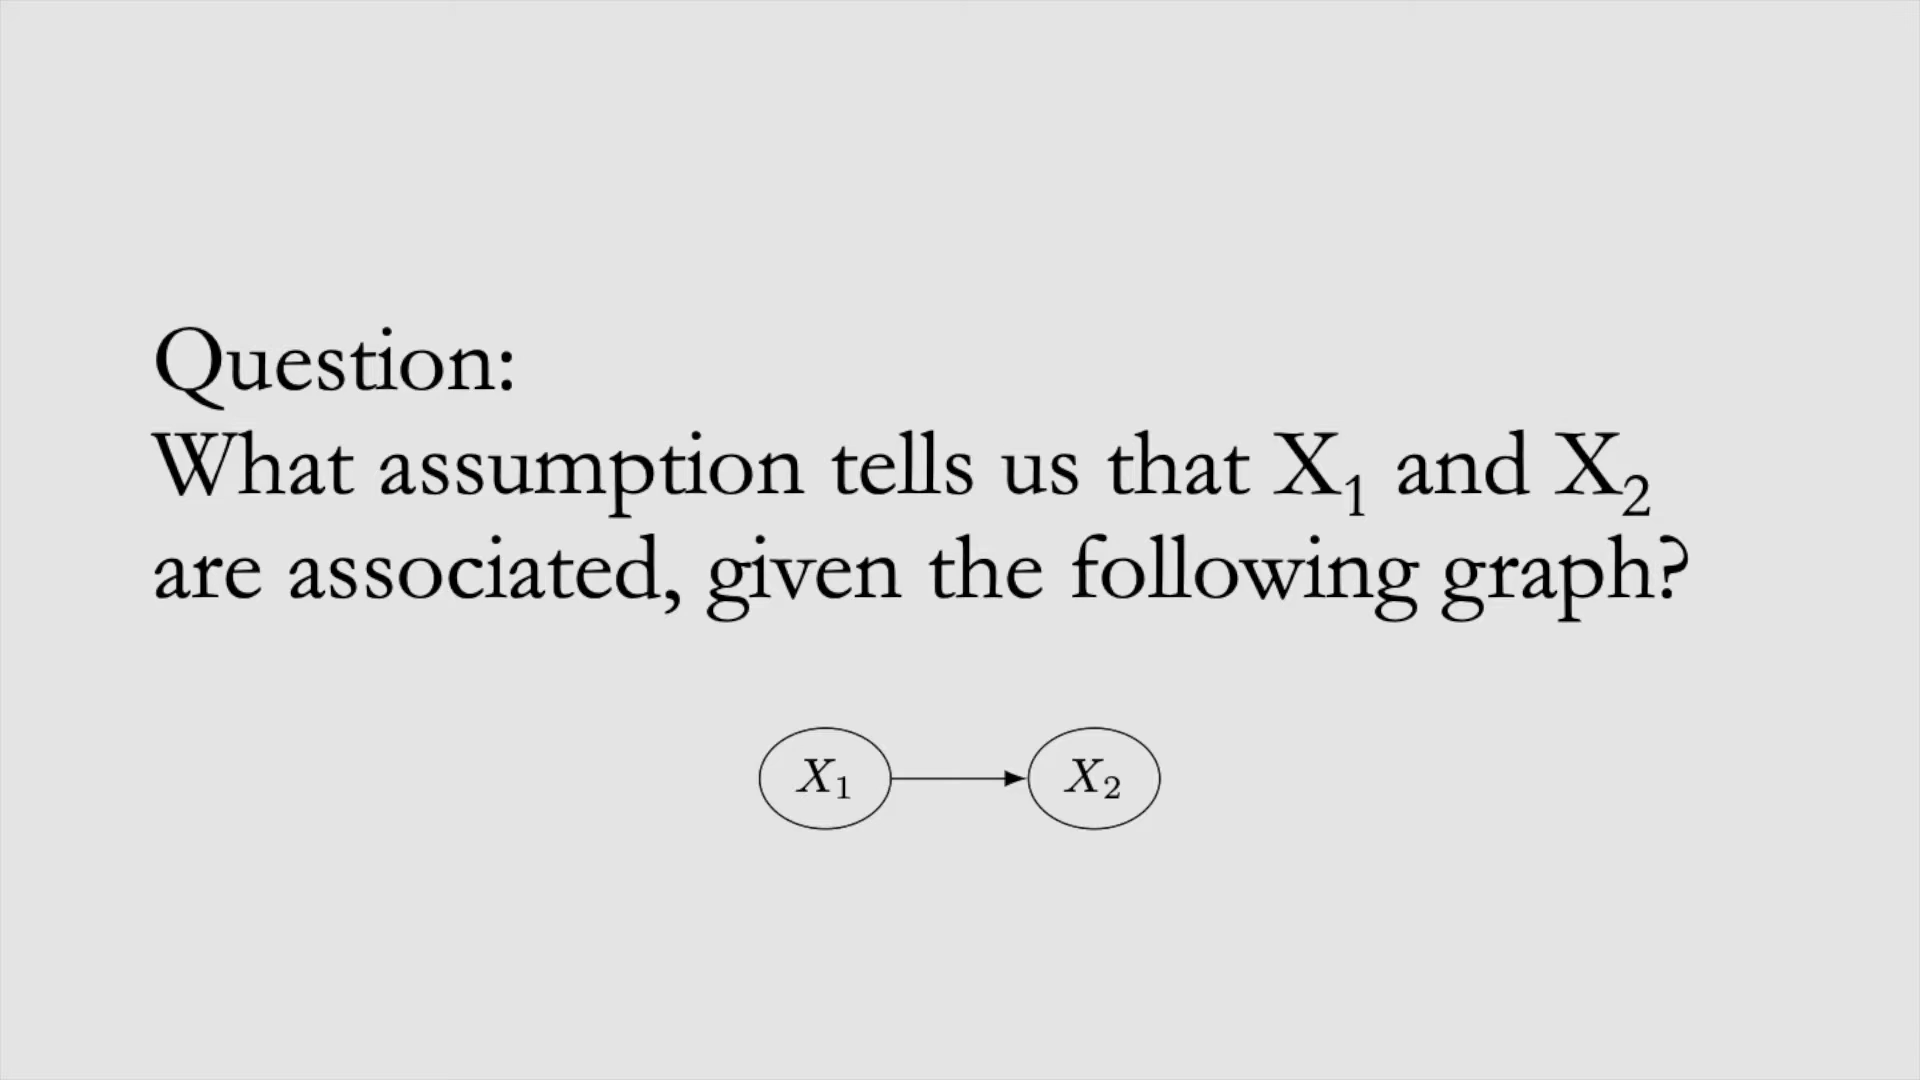 Question:
What assumption tells us that X₁ and X₂
are associated, given the following graph?
X₁ X₂